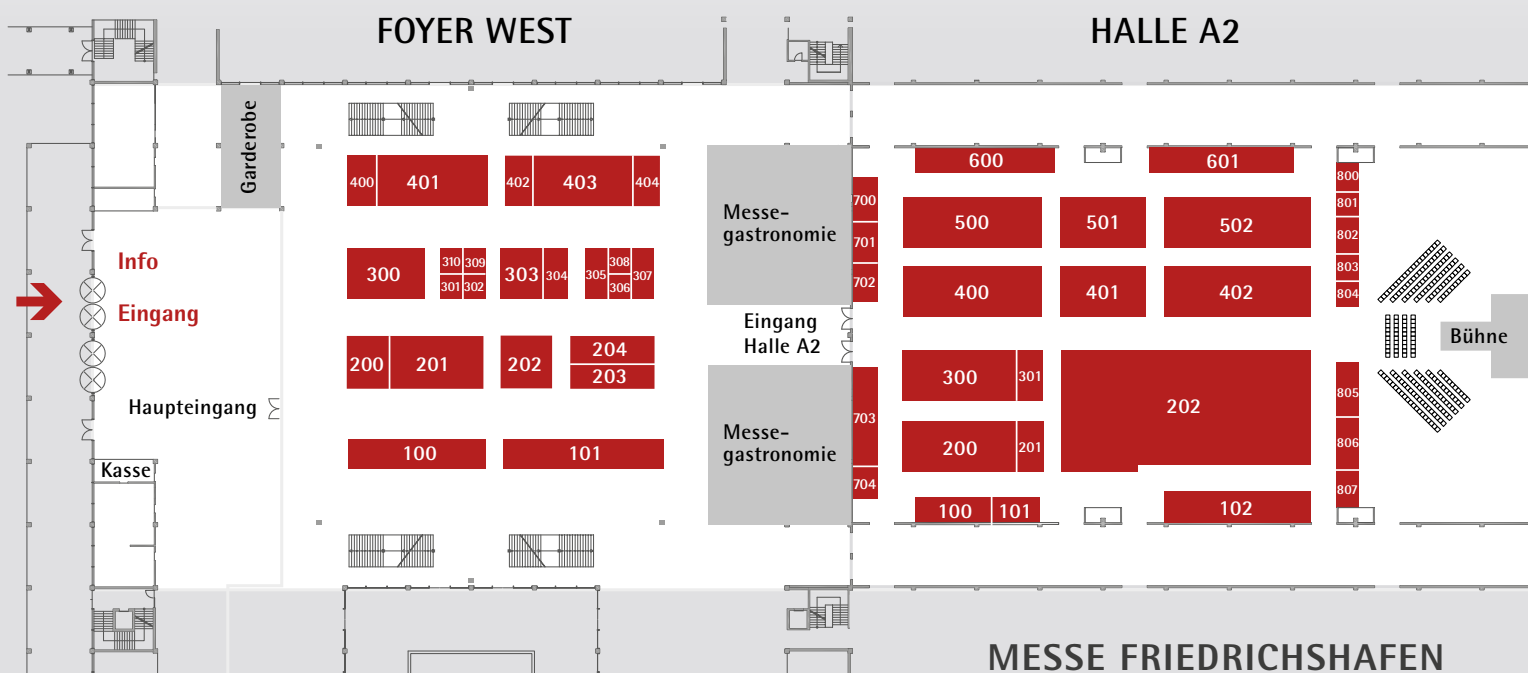 FOYER WEST
HALLE A2
Garderobe
400 401 402 403 404
600 601
700
500 501 502
800
801
802
803
804
Messe-
gastronomie
701
702
Info
Eingang
300 310 309 303 304 305 308 307
301 302 306
400 401 402
Eingang
Halle A2
Bühne
200 201 202 204
203
Haupteingang
300 301 202
805
703
Messe-
gastronomie
200 201
806
Kasse
100 101
704
807
100 101 102
MESSE FRIEDRICHSHAFEN